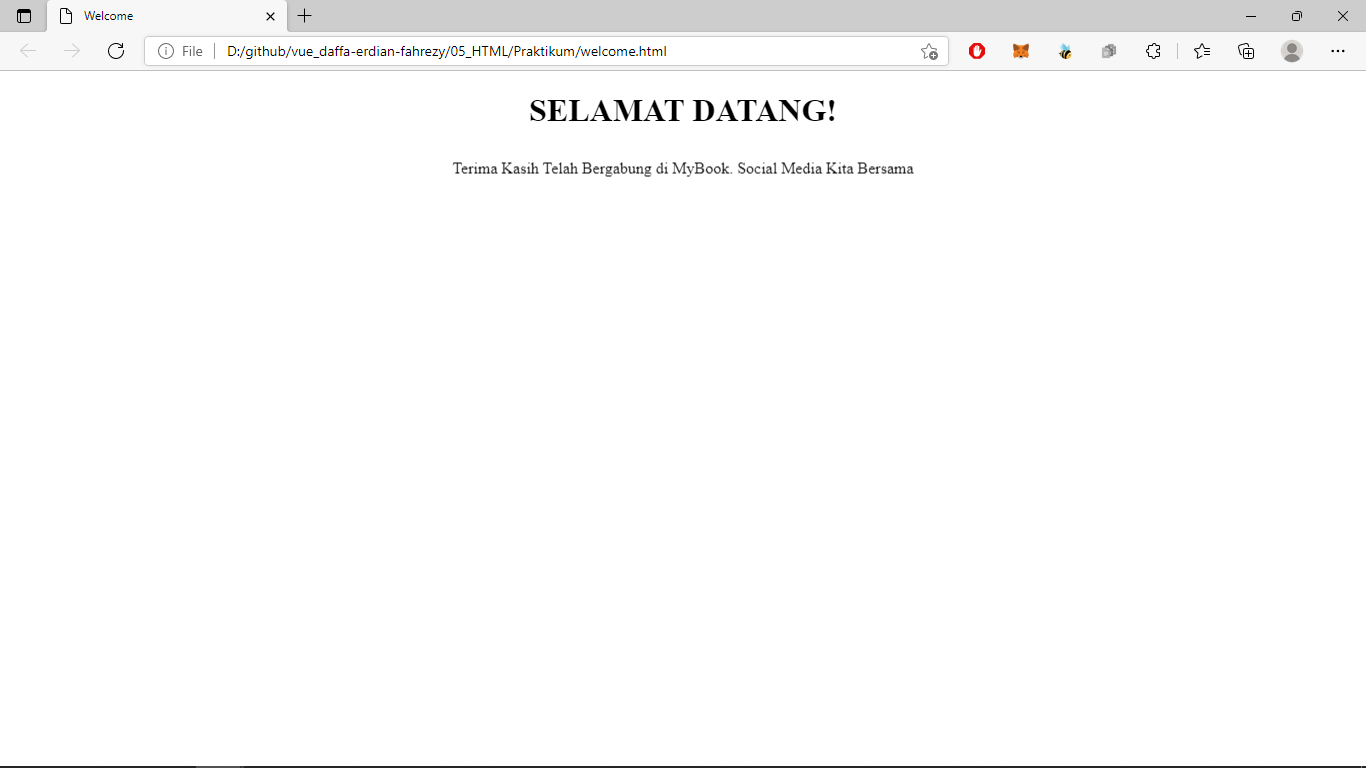 Welcome
File
D:/github/vue_daffa-erdian-fahrezy/05_HTML/Praktikum/welcome.html
SELAMAT DATANG!
Terima Kasih Telah Bergabung di MyBook. Social Media Kita Bersama